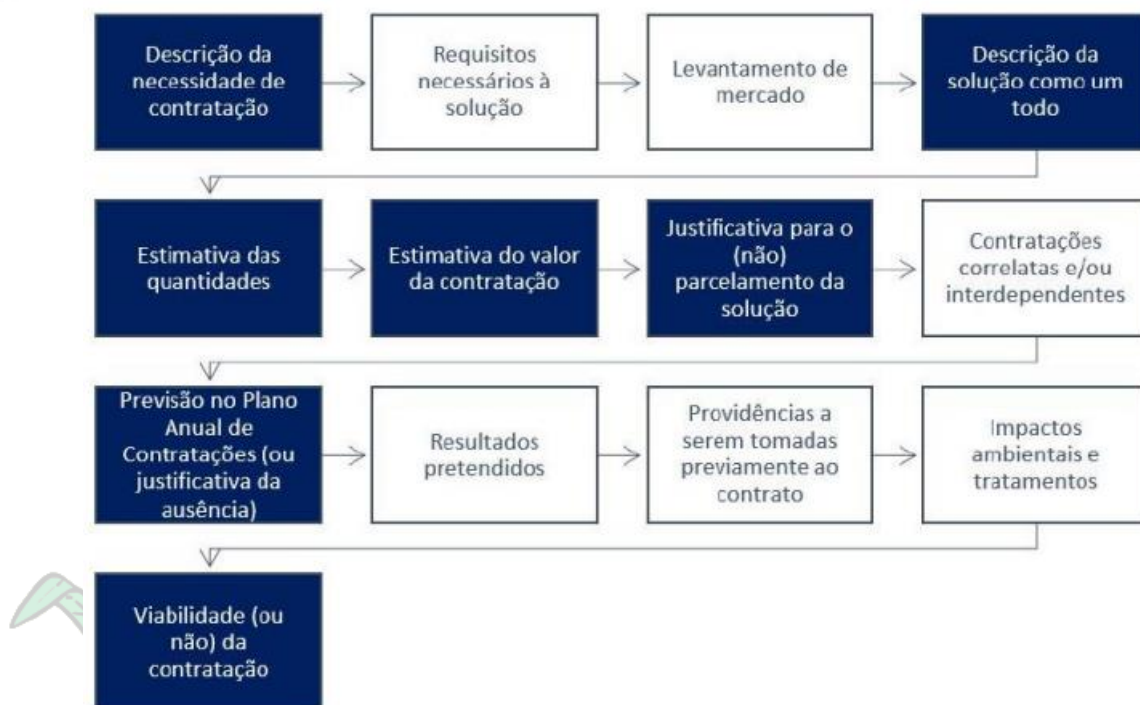 Descrição da
necessidade de
contratação
Requisitos
necessários à
solução
Levantamento de
mercado
Descrição da
solução como um
todo
Estimativa das
quantidades
Estimativa do valor
da contratação
Justificativa para o
(não)
parcelamento da
solução
Contratações
correlatas e/ou
interdependentes
Previsão no Plano
Anual de
Contratações (ou
justificativa da
ausência)
Resultados
pretendidos
Providências a
serem tomadas
previamente ao
contrato
Impactos
ambientais e
tratamentos
Viabilidade (ou
não) da
contratação